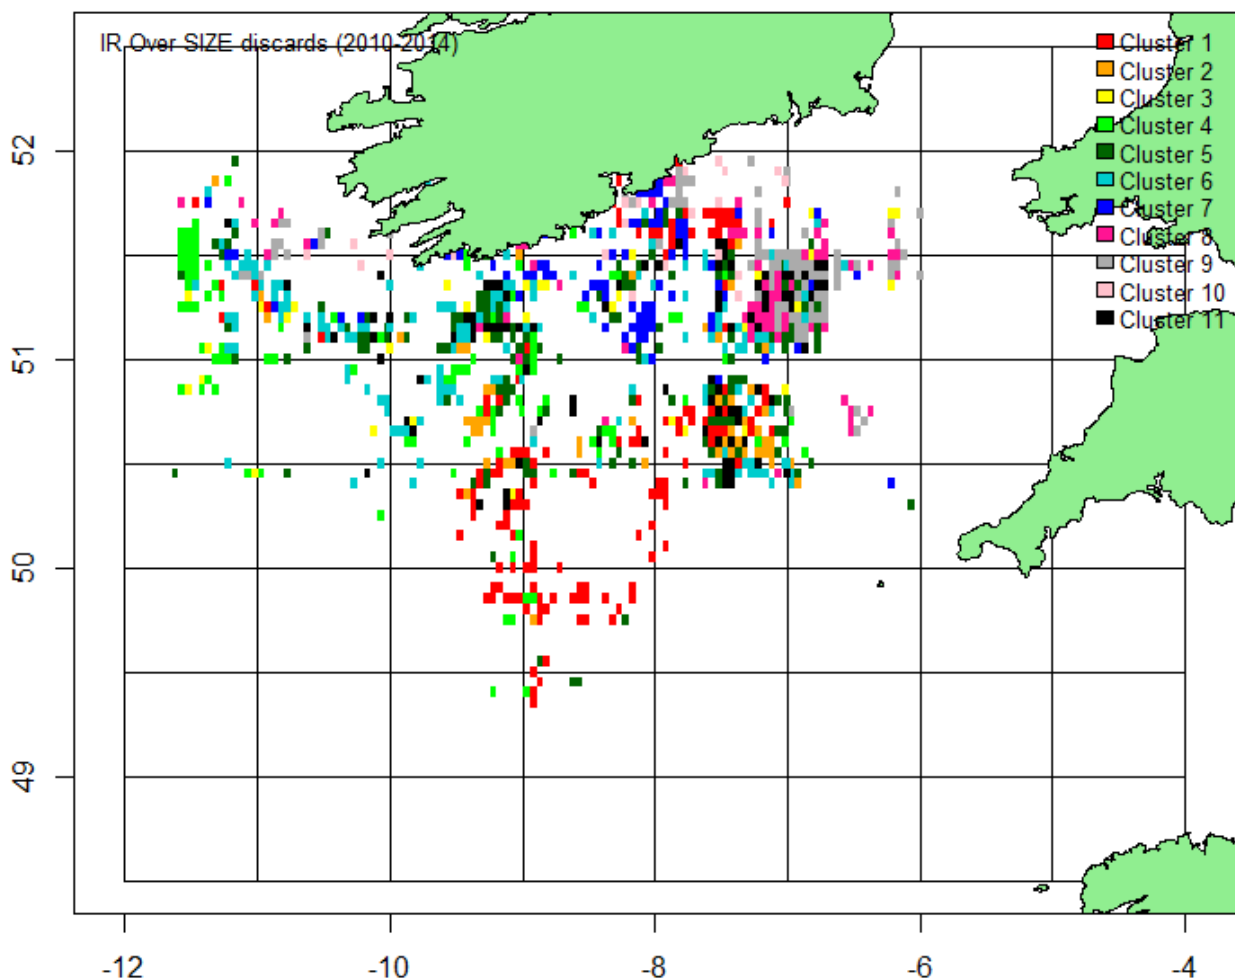 IR Over SIZE discards (2010-2014)
Cluster 1
Cluster 2
Cluster 3
Cluster 4
Cluster 5
Cluster 6
Cluster 7
Cluster 8
Cluster 9
Cluster 10
Cluster 11
52
51
50
49
-12
-10
-8
-6
-4